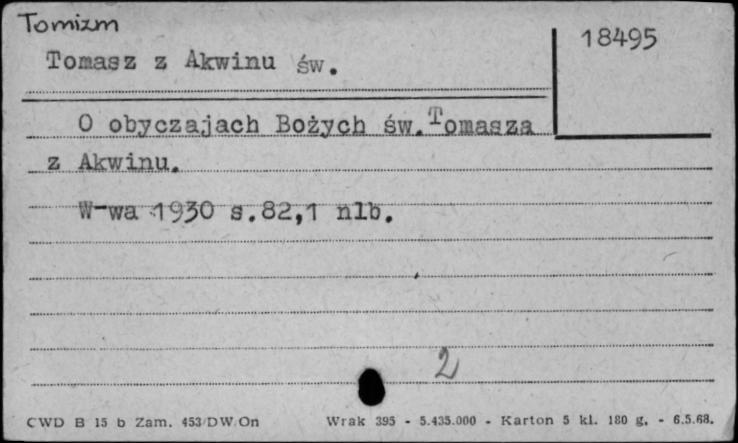 Tomizm
18495
Tomasz z Akwinu św.
O obyczajach Bożych św.Tomasza
z Akwinu.
W-wa 1930 s.82,1 nlb.
2
CWD B 15 b Zam. 453/DW/On Wrak 395 - 5.435.000 - Karton 5 kl. 180 g. - 6.5.68.